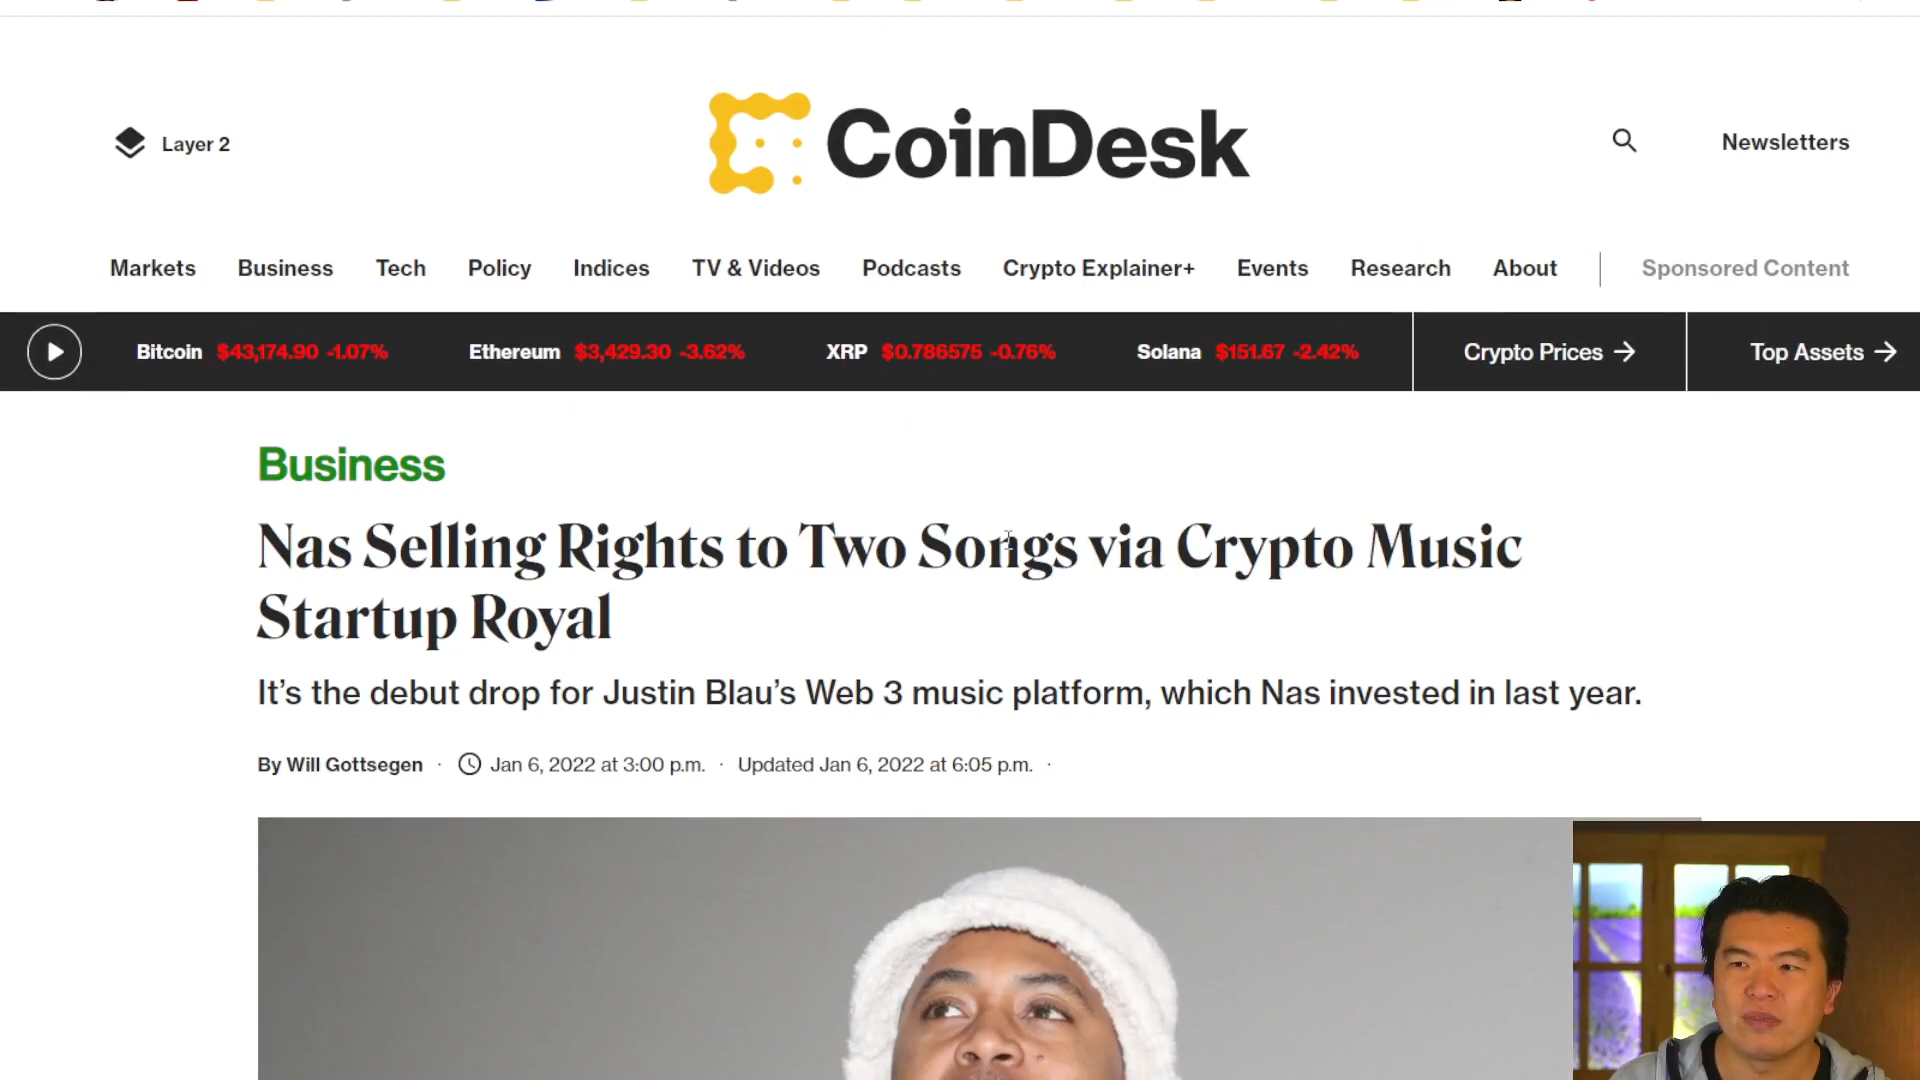 Layer 2
CoinDesk
Newsletters
Markets Business Tech Policy Indices TV & Videos Podcasts Crypto Explainer+ Events Research About Sponsored Content
Bitcoin $43,174.90 -1.07% Ethereum $3,429.30 -3.62% XRP $0.786575 -0.76% Solana $151.67 -2.42% Crypto Prices → Top Assets →
Business
Nas Selling Rights to Two Songs via Crypto Music
Startup Royal
It's the debut drop for Justin Blau's Web 3 music platform, which Nas invested in last year.
By Will Gottsegen · Jan 6, 2022 at 3:00 p.m. · Updated Jan 6, 2022 at 6:05 p.m. ·